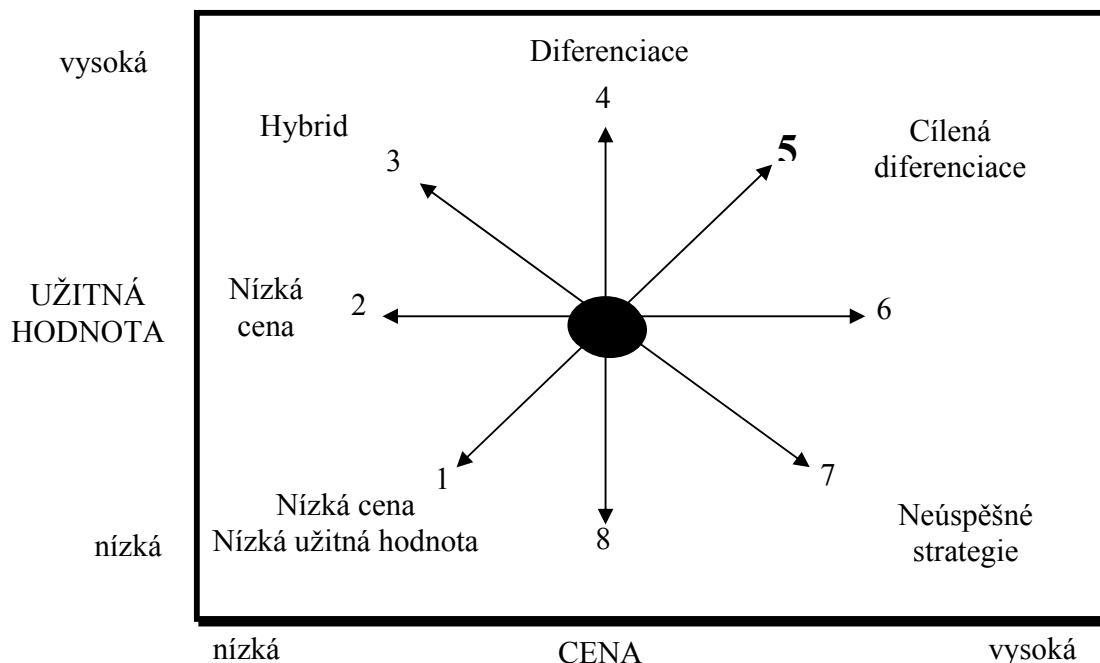 Diferenciace
vysoká
4
Hybrid
5
Cílená
diferenciace
3
UŽITNÁ
HODNOTA
Nízká
cena
2
6
1
7
Nízká cena
Nízká užitná hodnota
8
Neúspěšné
strategie
nízká
nízká
CENA
vysoká